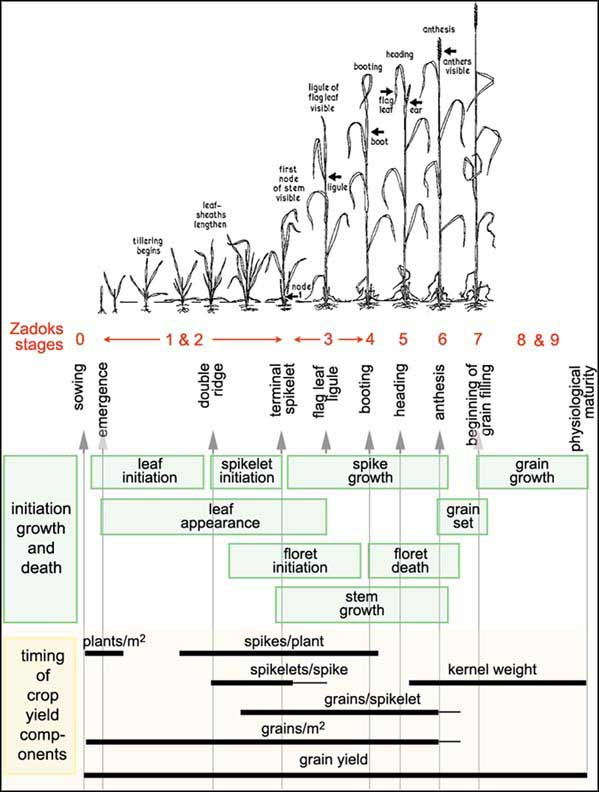 anthesis
anthers
visible
heading
booting
flag
leaf
ear
ligule of
flag leaf
visible
boot
first
node
of stem
visible
ligule
leaf-
sheaths
lengthen
tillering
begins
node
1
Zadoks
stages
0
1 & 2
3
4
5
6
7
8 & 9
sowing
emergence
double
ridge
terminal
spikelet
flag leaf
ligule
booting
heading
anthesis
beginning of
grain filling
physiological
maturity
initiation
growth
and
death
leaf
initiation
spikelet
initiation
spike
growth
grain
growth
leaf
appearance
grain
set
floret
initiation
floret
death
stem
growth
timing
of
crop
yield
comp-
onents
plants/m²
spikes/plant
spikelets/spike
kernel weight
grains/spikelet
grains/m²
grain yield